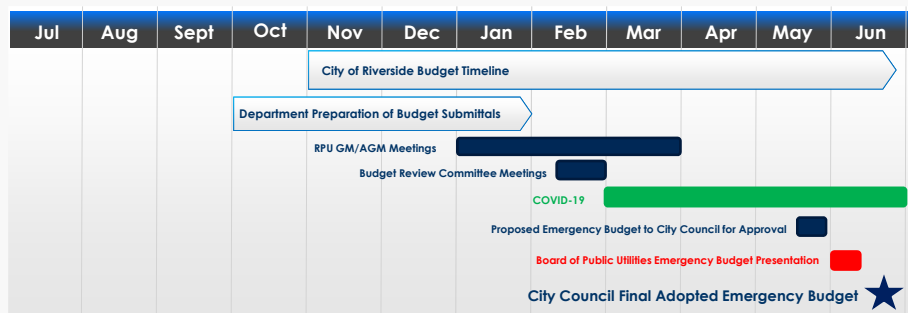 Jul Aug Sept Oct Nov Dec Jan Feb Mar Apr May Jun
City of Riverside Budget Timeline
Department Preparation of Budget Submittals
RPU GM/AGM Meetings
Budget Review Committee Meetings
COVID-19
Proposed Emergency Budget to City Council for Approval
Board of Public Utilities Emergency Budget Presentation
City Council Final Adopted Emergency Budget